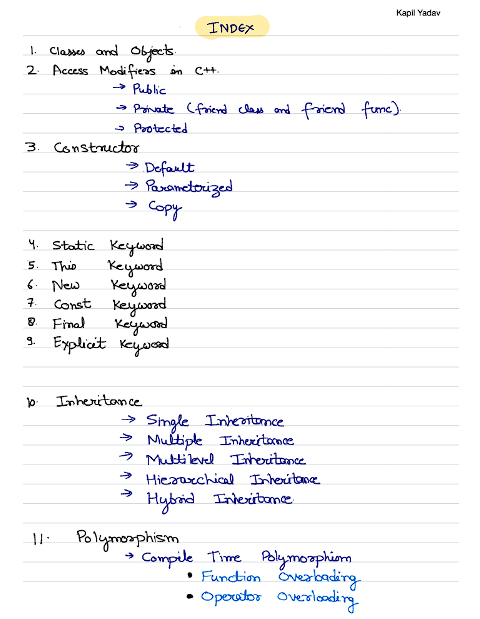 Kapil Yadav
INDEX
1. Classes and Objects.
2. Access Modifiers in C++.
→ Public
→ Private (friend class and friend func).
→ Protected
3. Constructor
→ Default
→ Parametorized
→ Copy
4. Static Keyword
5. This Keyword
6. New Keyword
7. Const Keyword
8. Final Keyword
9. Explicit Keyword
10. Inheritance
→ Single Inheritance
→ Multiple Inheritance
→ Multilevel Inheritance
→ Hierarchical Inheritance
→ Hybrid Inheritance
11. Polymorphism
→ Compile Time Polymorphism
• Function Overloading
• Operator Overloading